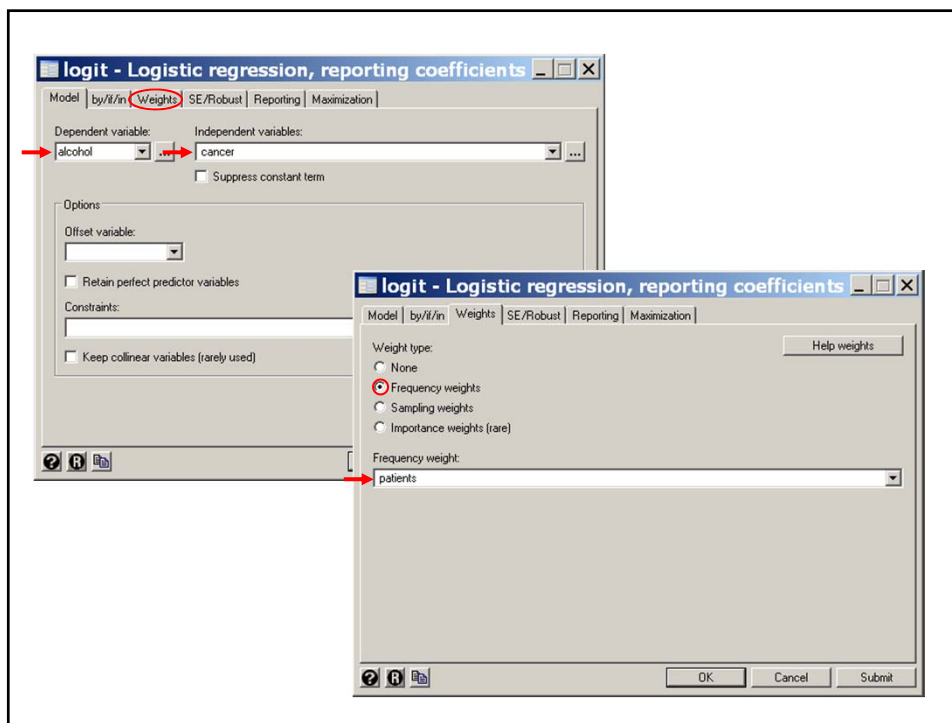 logit - Logistic regression, reporting coefficients
Model by/if/in Weights SE/Robust Reporting Maximization
Dependent variable: Independent variables:
alcohol ... cancer ...
Suppress constant term
Options
Offset variable:
Retain perfect predictor variables
Constraints:
Keep collinear variables (rarely used)
logit - Logistic regression, reporting coefficients
Model by/if/in Weights SE/Robust Reporting Maximization
Weight type: Help weights
None
Frequency weights
Sampling weights
Importance weights (rare)
Frequency weight:
patients
OK Cancel Submit